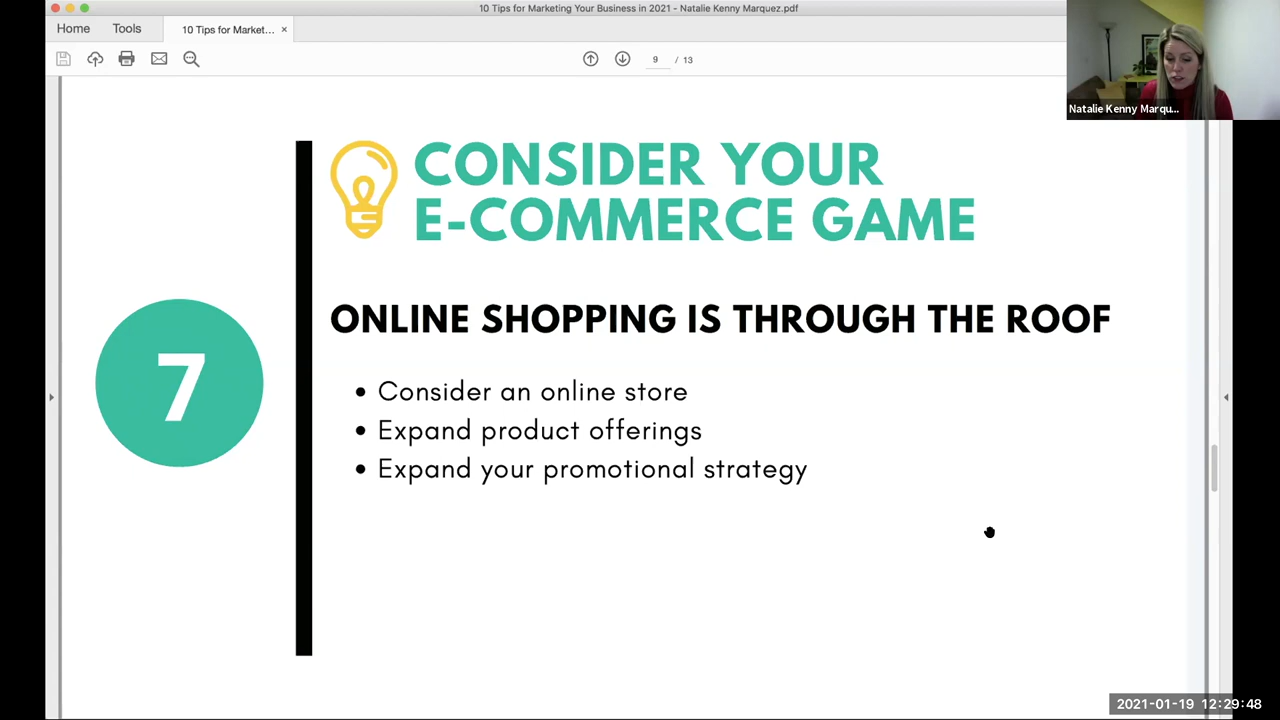 10 Tips for Marketing Your Business in 2021 - Natalie Kenny Marquez.pdf
Home Tools 10 Tips for Market... ×
9 / 13
Natalie Kenny Marqu...
CONSIDER YOUR
E-COMMERCE GAME
ONLINE SHOPPING IS THROUGH THE ROOF
7
• Consider an online store
• Expand product offerings
• Expand your promotional strategy
2021-01-19 12:29:48